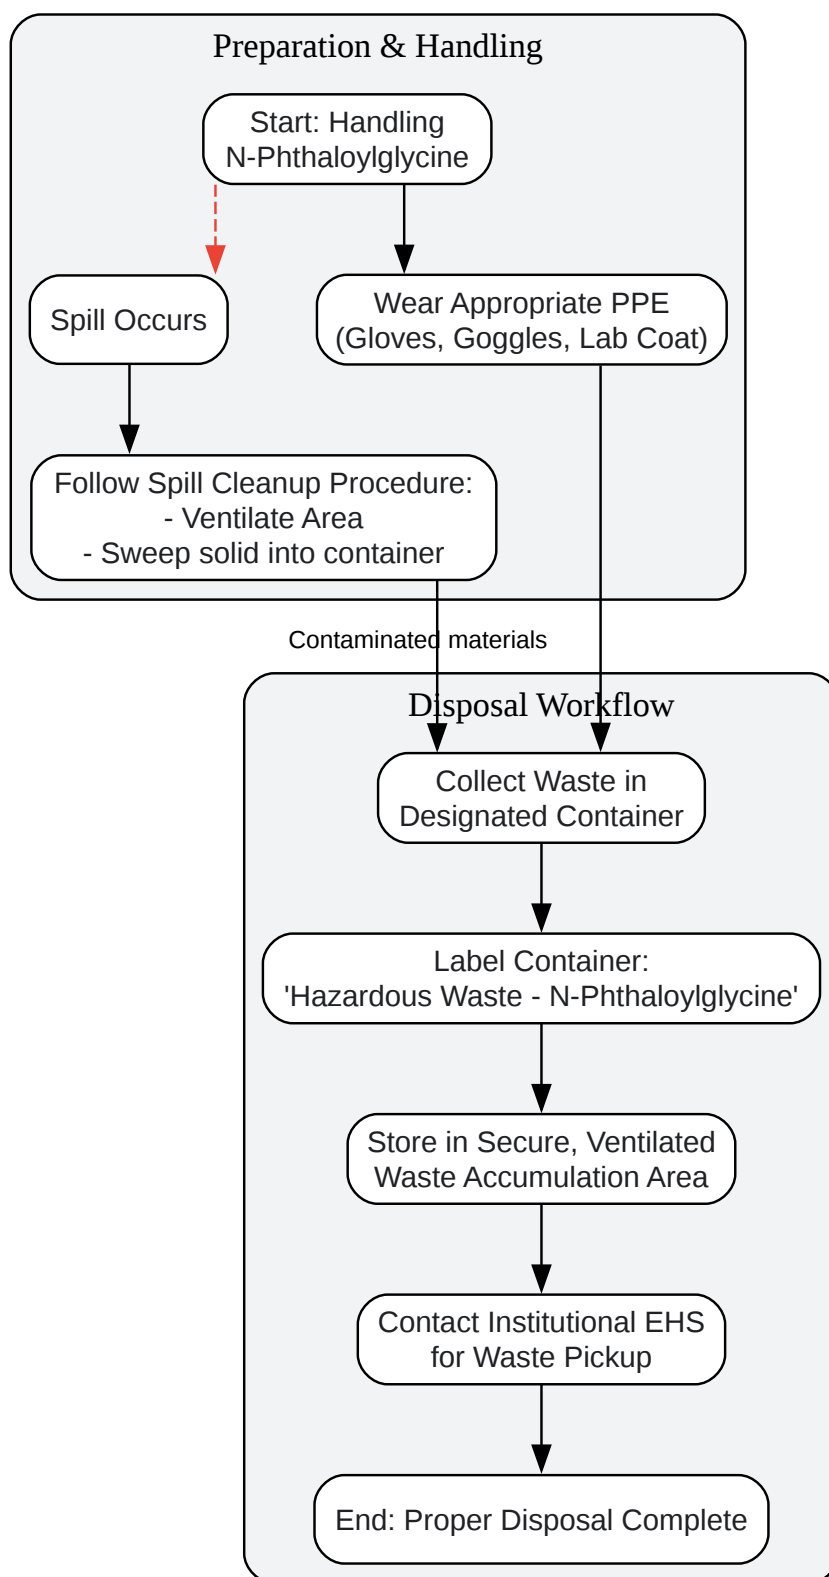 Preparation & Handling
Start: Handling
N-Phthaloylglycine
Spill Occurs
Wear Appropriate PPE
(Gloves, Goggles, Lab Coat)
Follow Spill Cleanup Procedure:
- Ventilate Area
- Sweep solid into container
Contaminated materials
Disposal Workflow
Collect Waste in
Designated Container
Label Container:
'Hazardous Waste - N-Phthaloylglycine'
Store in Secure, Ventilated
Waste Accumulation Area
Contact Institutional EHS
for Waste Pickup
End: Proper Disposal Complete